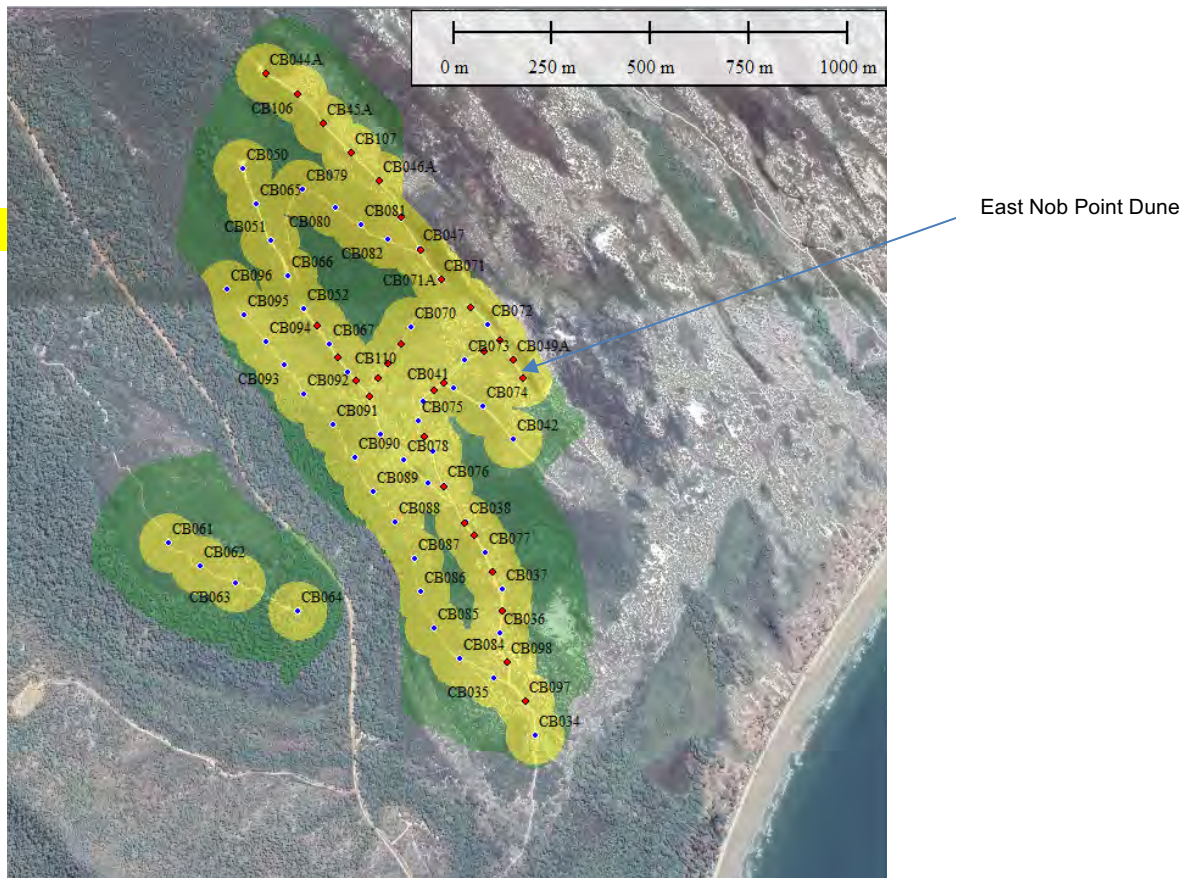 0 m 250 m 500 m 750 m 1000 m
CB044A
CB106
CB45A
CB107
CB046A
CB050
CB079
CB065
CB080
CB081
CB051
CB082
CB047
East Nob Point Dune
CB066
CB071
CB071A
CB096
CB052
CB095
CB094
CB067
CB070
CB072
CB073
CB049A
CB110
CB093
CB092
CB041
CB074
CB091
CB075
CB042
CB090
CB078
CB089
CB076
CB088
CB038
CB061
CB077
CB062
CB087
CB063
CB086
CB037
CB064
CB085
CB036
CB084
CB098
CB035
CB097
CB034